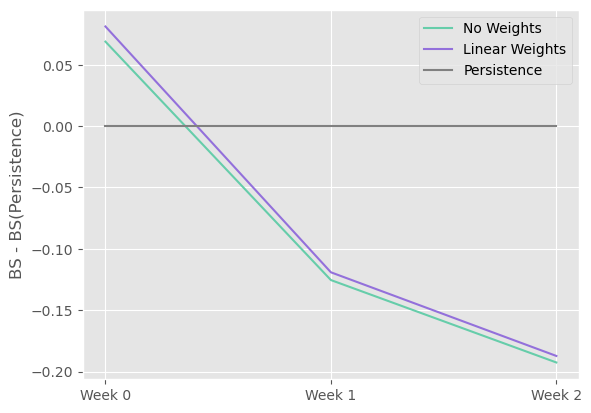 No Weights
Linear Weights
Persistence
BS - BS(Persistence)
0.05
0.00
−0.05
−0.10
−0.15
−0.20
Week 0
Week 1
Week 2